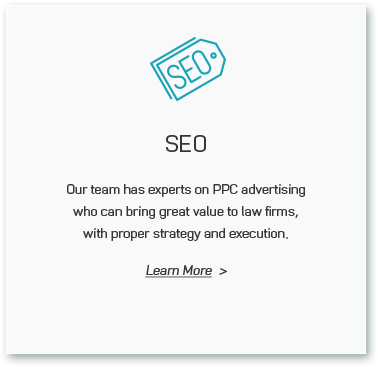 SEO
SEO
Our team has experts on PPC advertising
who can bring great value to law firms,
with proper strategy and execution.
Learn More >